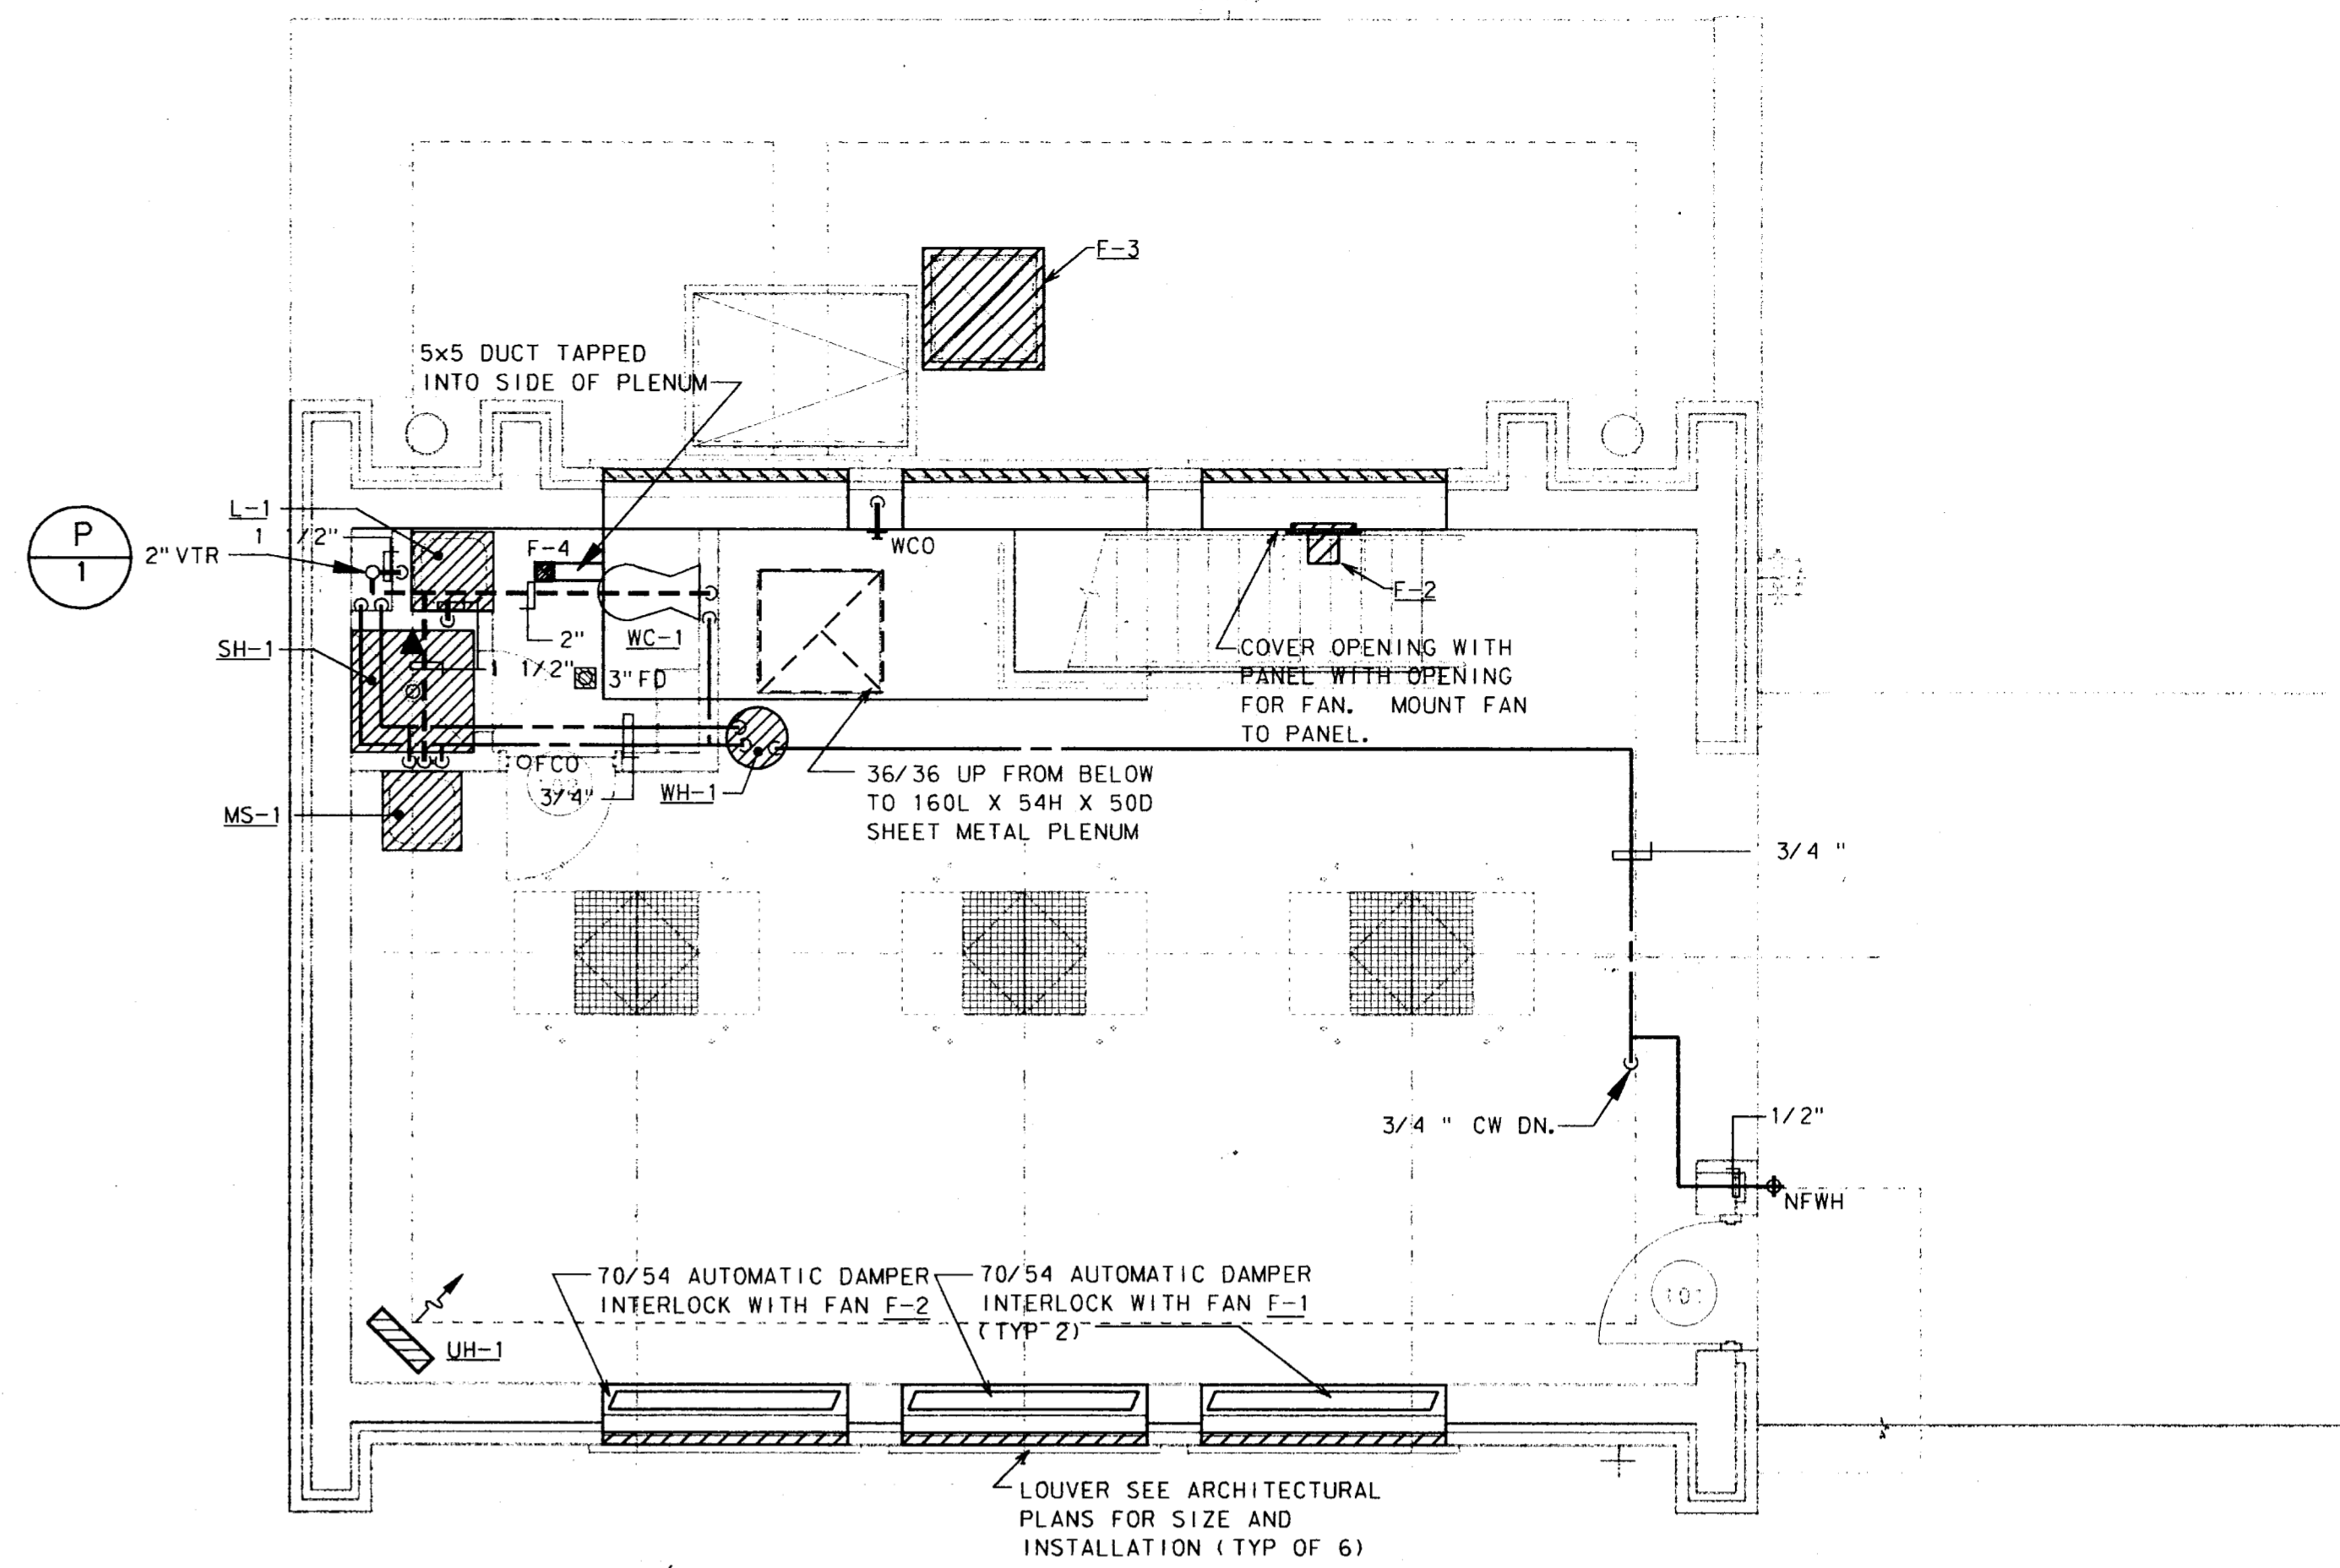 F-3
5x5 DUCT TAPPED
INTO SIDE OF PLENUM
P
1
L-1
1 1/2"
2" VTR
F-4
WCO
F-2
2"
WC-1
SH-1
1 1/2"
3" FD
COVER OPENING WITH
PANEL WITH OPENING
FOR FAN. MOUNT FAN
TO PANEL.
FCO
3/4"
WH-1
MS-1
36/36 UP FROM BELOW
TO 160L X 54H X 50D
SHEET METAL PLENUM
3/4 "
3/4 " CW DN.
1/2"
NFWH
101
70/54 AUTOMATIC DAMPER
INTERLOCK WITH FAN F-2
70/54 AUTOMATIC DAMPER
INTERLOCK WITH FAN F-1
(TYP 2)
UH-1
LOUVER SEE ARCHITECTURAL
PLANS FOR SIZE AND
INSTALLATION (TYP OF 6)